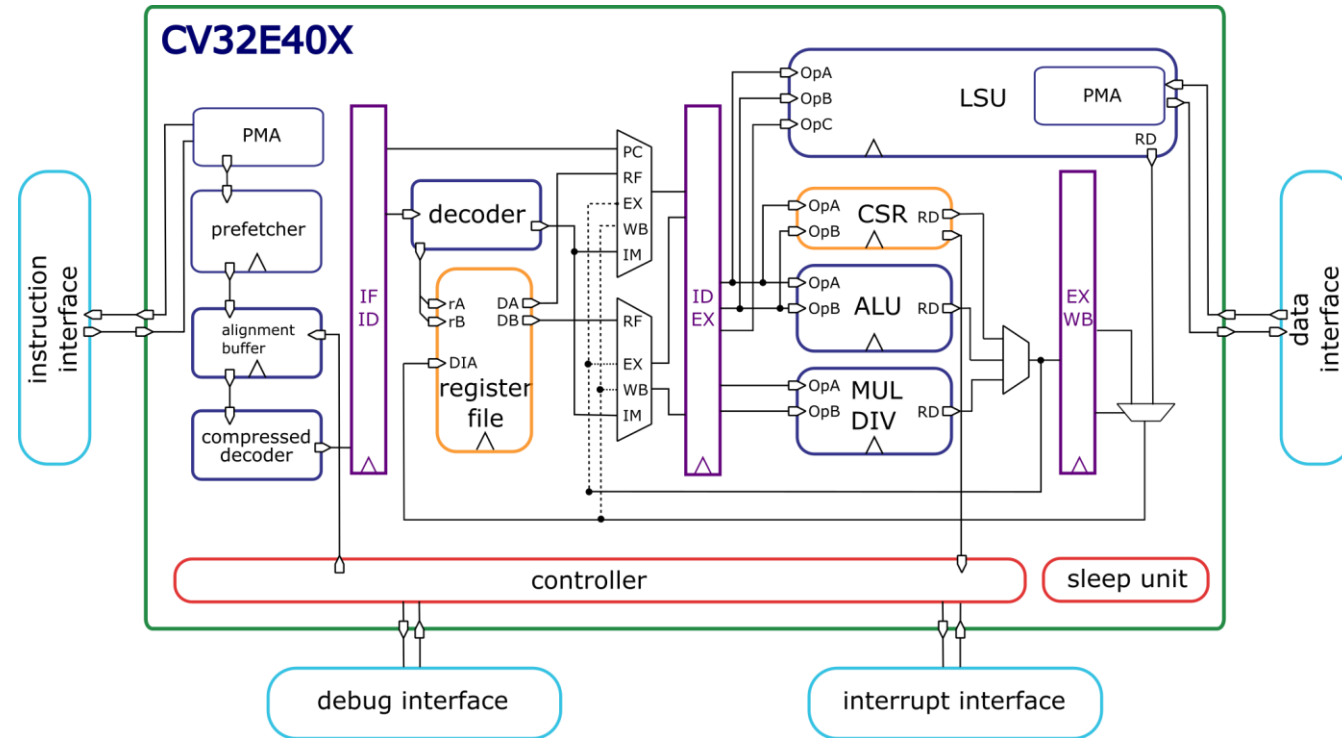 CV32E40X
instruction
interface
PMA
prefetcher
alignment
buffer
compressed
decoder
IF
ID
decoder
rA
rB
DIA
DA
DB
register
file
PC
RF
EX
WB
IM
RF
EX
WB
IM
ID
EX
OpA
OpB
OpC
LSU
PMA
RD
OpA
OpB
CSR
RD
OpA
OpB
ALU
RD
OpA
OpB
MUL
DIV
RD
EX
WB
data
interface
controller
sleep unit
debug interface
interrupt interface